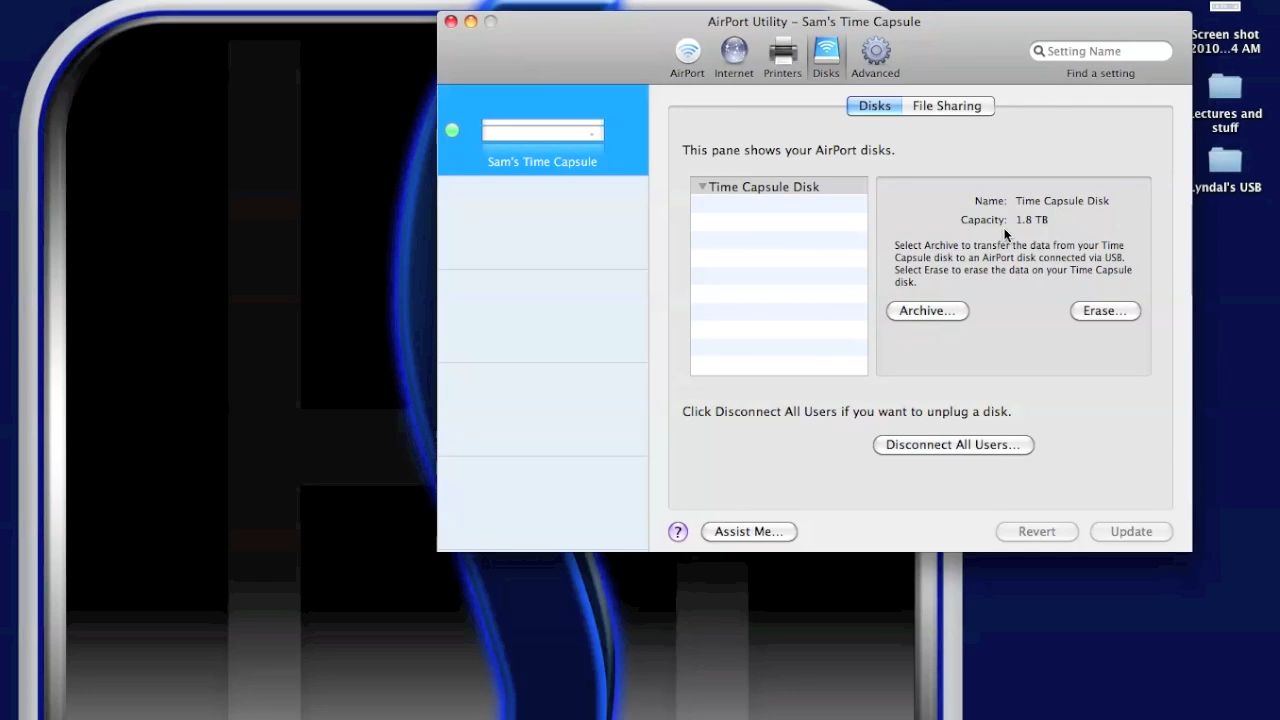 AirPort Utility – Sam's Time Capsule
AirPort
Internet
Printers
Disks
Advanced
Setting Name
Find a setting
Screen shot
2010...4 AM
ectures and
stuff
yndal's USB
Sam's Time Capsule
Disks
File Sharing
This pane shows your AirPort disks.
Time Capsule Disk
Name: Time Capsule Disk
Capacity: 1.8 TB
Select Archive to transfer the data from your Time
Capsule disk to an AirPort disk connected via USB.
Select Erase to erase the data on your Time Capsule
disk.
Archive...
Erase...
Click Disconnect All Users if you want to unplug a disk.
Disconnect All Users...
?
Assist Me...
Revert
Update